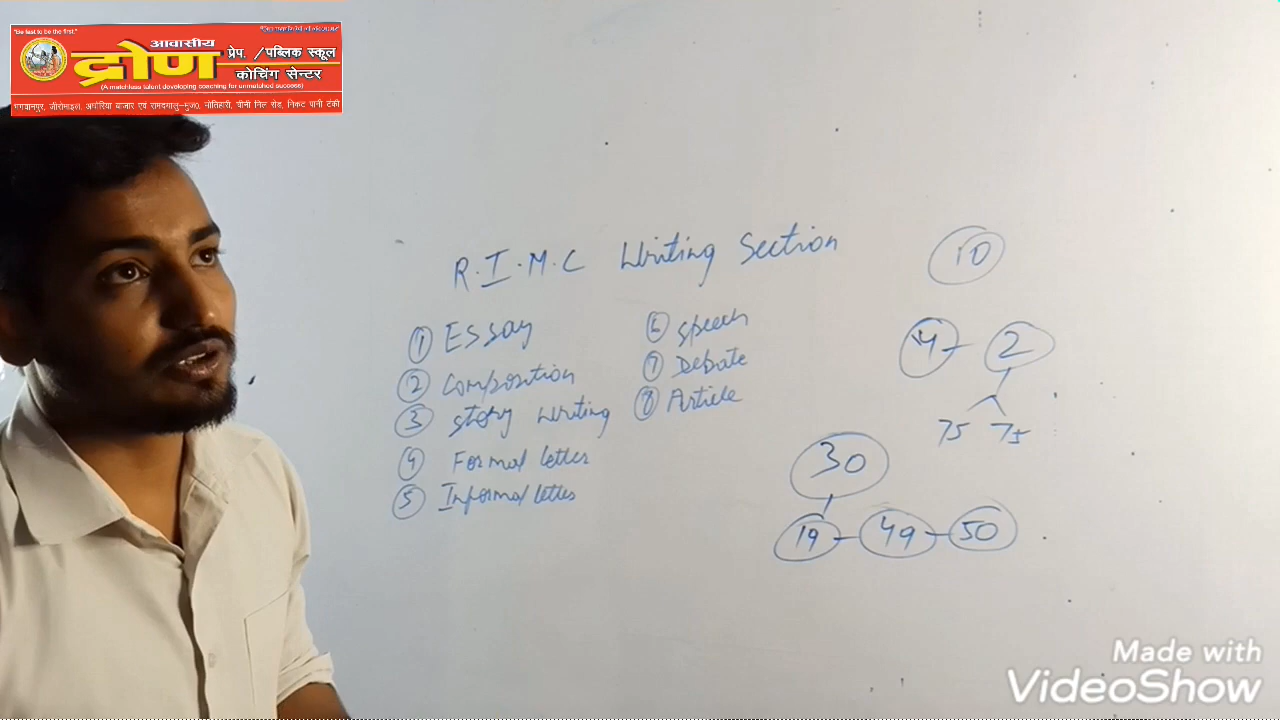 "Be fast to be the first."
आवासीय
द्रोण प्रेप. /पब्लिक स्कूल
कोचिंग सेन्टर
(A matchless talent developing coaching for unmatched success)
R.I.M.C Writing Section
① Essay
② Composition
③ Story Writing
④ Formal letter
⑤ Informal letter
⑥ Speech
⑦ Debate
⑧ Article
10
4 - 2
75 75
30
19 - 49 - 50
Made with
VideoShow